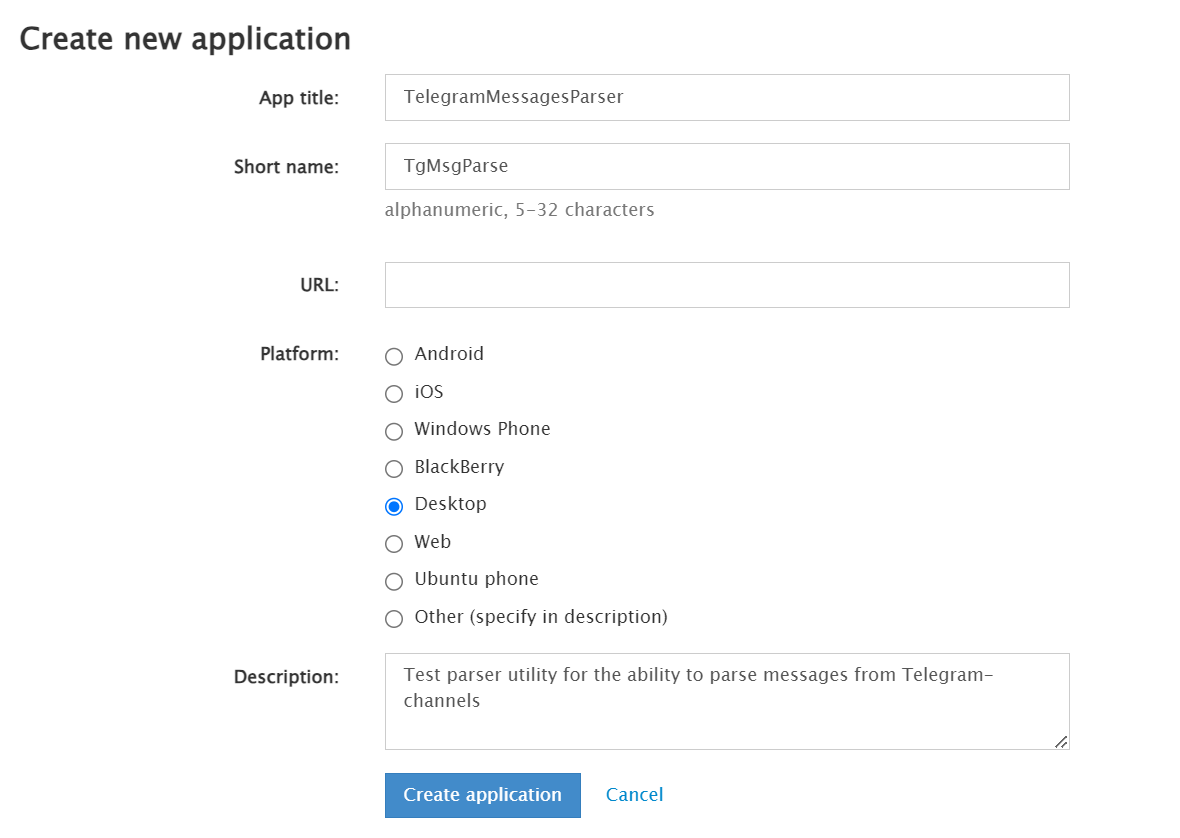 Create new application
App title:
TelegramMessagesParser
Short name:
TgMsgParse
alphanumeric, 5-32 characters
URL:
Platform:
Android
iOS
Windows Phone
BlackBerry
Desktop
Web
Ubuntu phone
Other (specify in description)
Description:
Test parser utility for the ability to parse messages from Telegram-
channels
Create application
Cancel